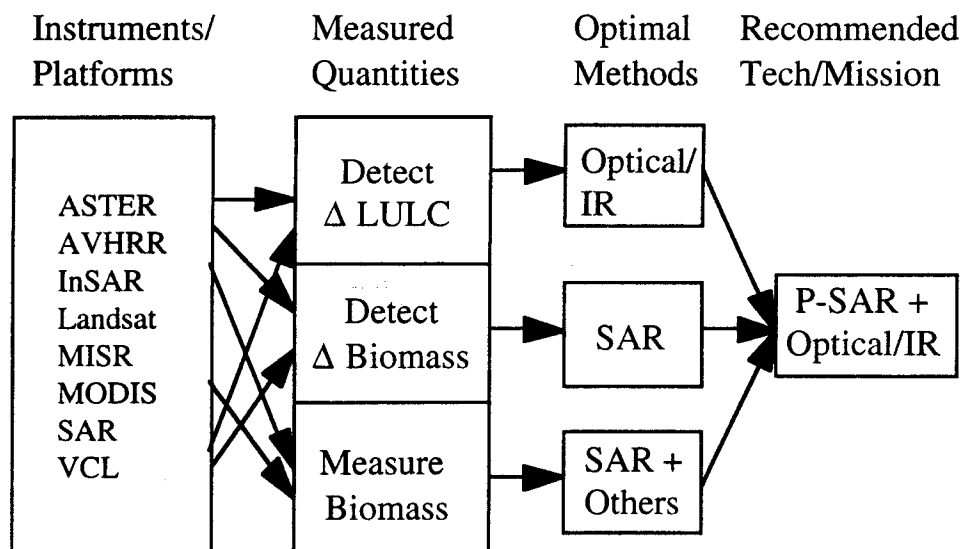 Instruments/
Platforms
Measured
Quantities
Optimal
Methods
Recommended
Tech/Mission
ASTER
AVHRR
InSAR
Landsat
MISR
MODIS
SAR
VCL
Detect
Δ LULC
Detect
Δ Biomass
Measure
Biomass
Optical/
IR
SAR
SAR +
Others
P-SAR +
Optical/IR